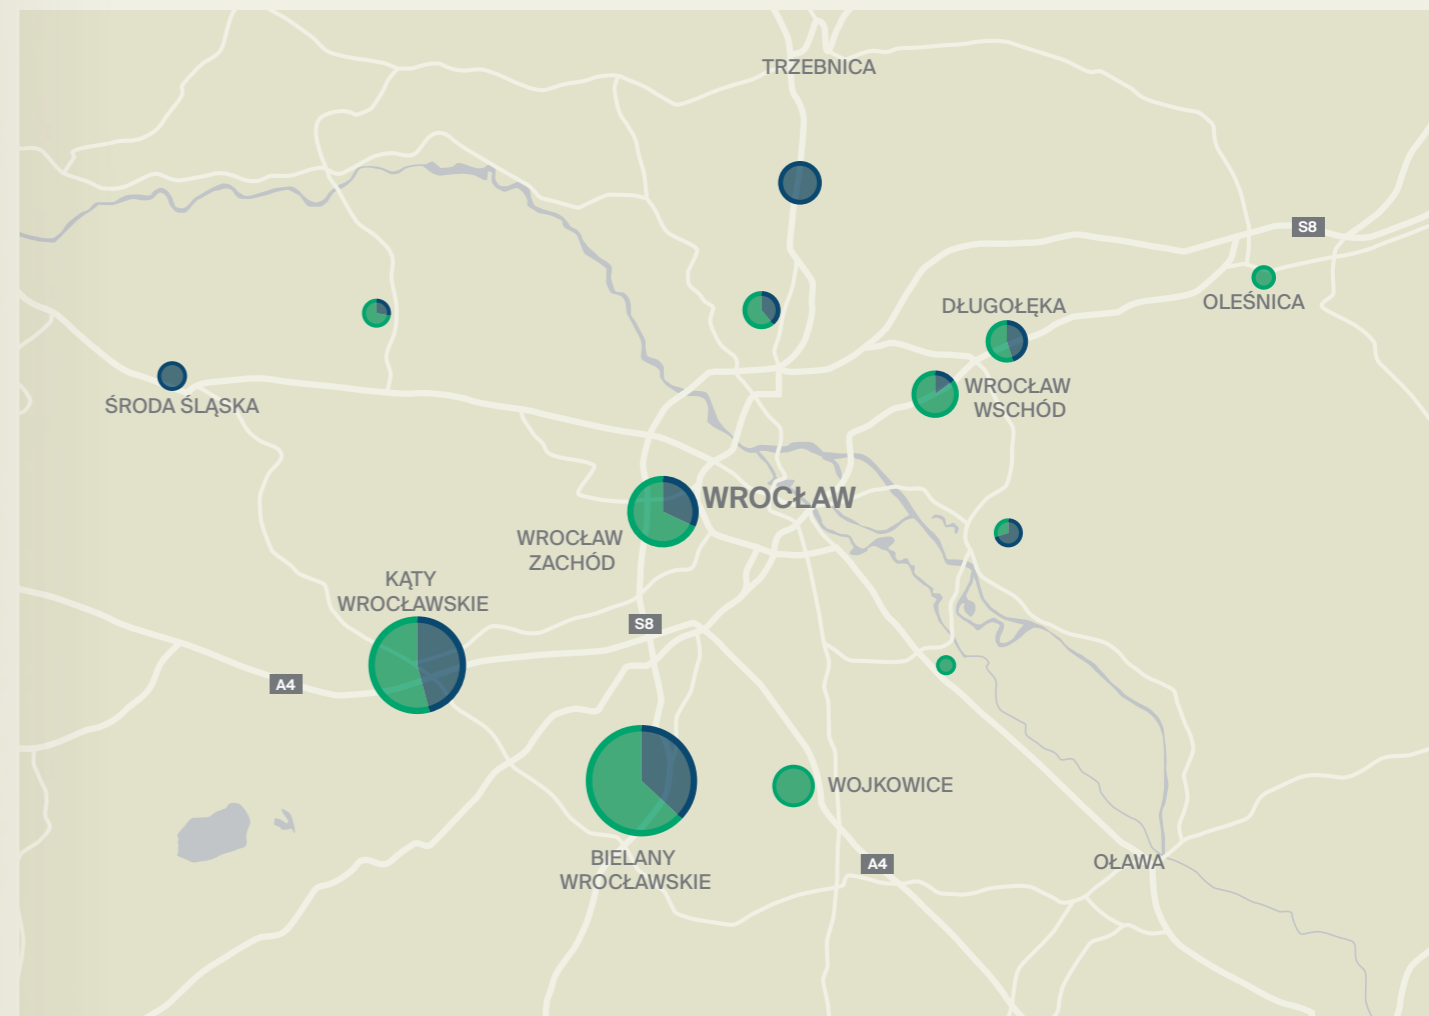 TRZEBNICA
S8
OLEŚNICA
DŁUGOŁĘKA
WROCŁAW
WSCHÓD
ŚRODA ŚLĄSKA
WROCŁAW
WROCŁAW
ZACHÓD
KĄTY
WROCŁAWSKIE
S8
A4
WOJKOWICE
BIELANY
WROCŁAWSKIE
A4
OŁAWA